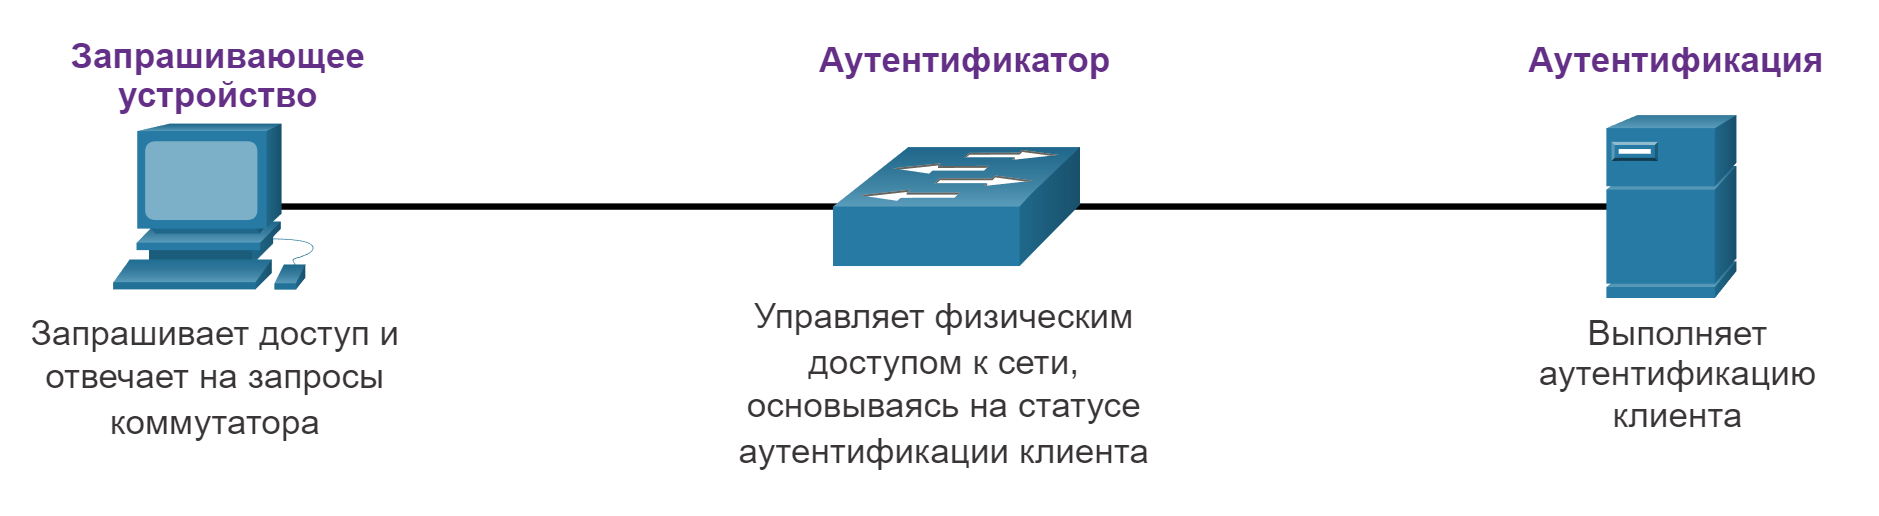 Запрашивающее
устройство
Аутентификатор
Аутентификация
Запрашивает доступ и
отвечает на запросы
коммутатора
Управляет физическим
доступом к сети,
основываясь на статусе
аутентификации клиента
Выполняет
аутентификацию
клиента